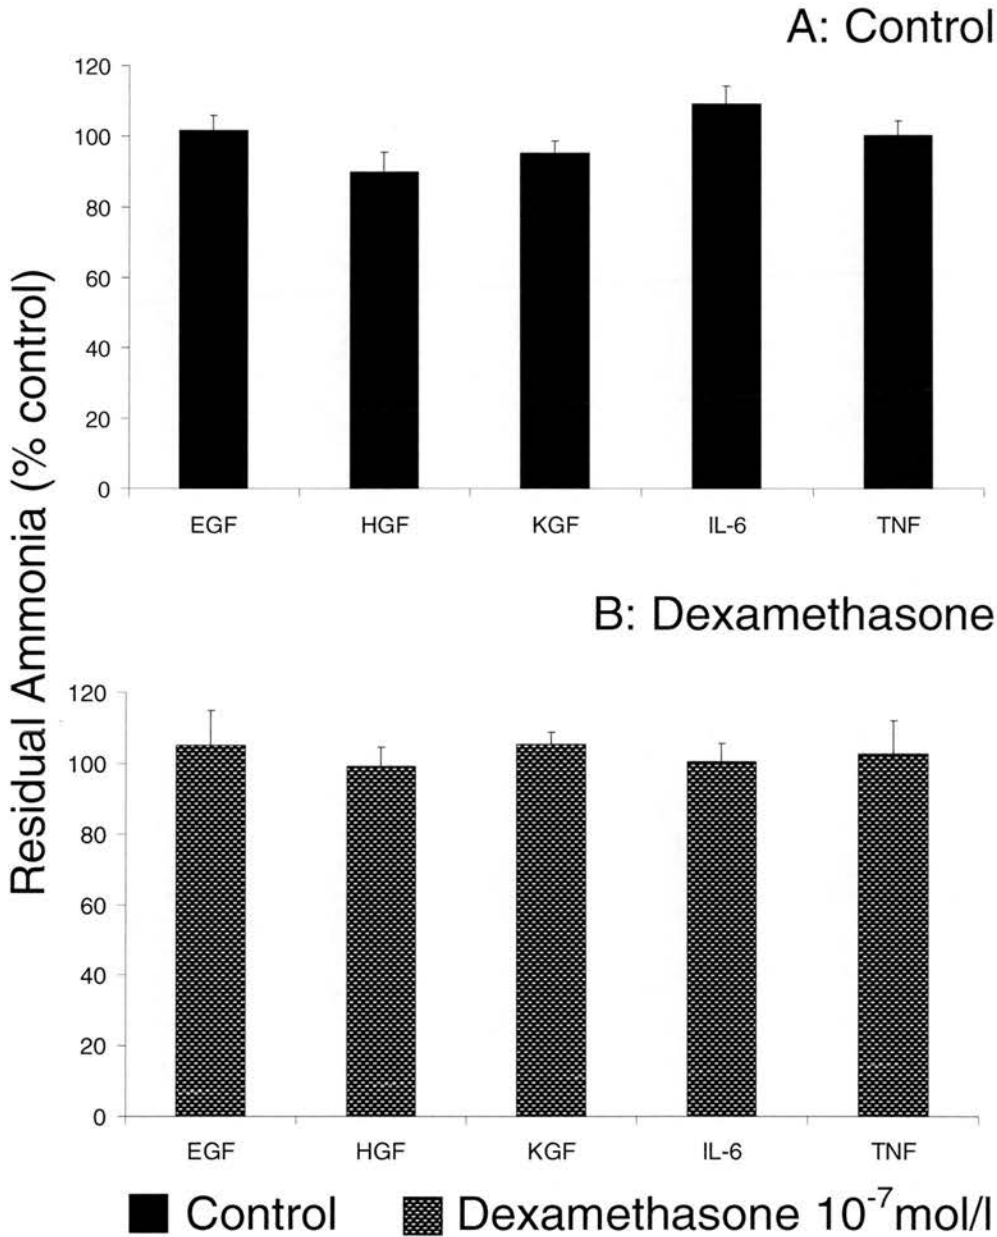 A: Control
120
100
80
60
40
20
0
EGF HGF KGF IL-6 TNF
Residual Ammonia (% control)
B: Dexamethasone
120
100
80
60
40
20
0
EGF HGF KGF IL-6 TNF
Control Dexamethasone 10⁻⁷mol/l